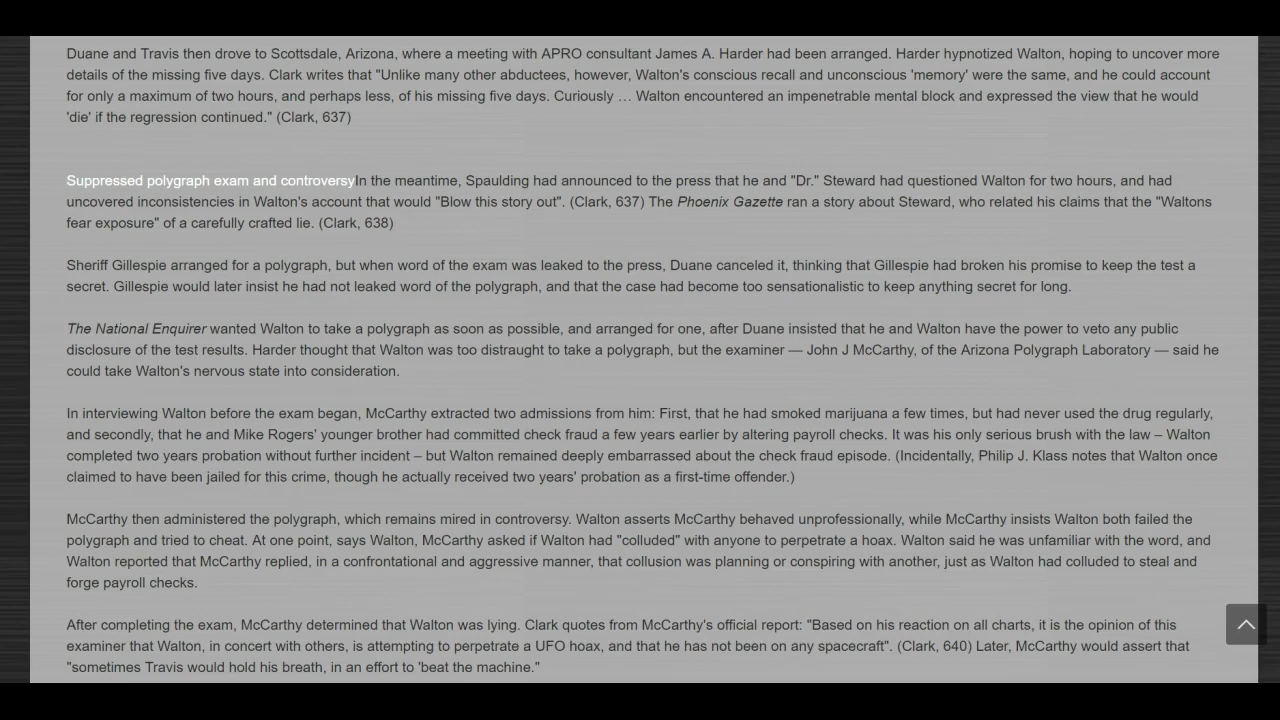 Duane and Travis then drove to Scottsdale, Arizona, where a meeting with APRO consultant James A. Harder had been arranged. Harder hypnotized Walton, hoping to uncover more
details of the missing five days. Clark writes that "Unlike many other abductees, however, Walton's conscious recall and unconscious 'memory' were the same, and he could account
for only a maximum of two hours, and perhaps less, of his missing five days. Curiously … Walton encountered an impenetrable mental block and expressed the view that he would
'die' if the regression continued." (Clark, 637)
Suppressed polygraph exam and controversyIn the meantime, Spaulding had announced to the press that he and "Dr." Steward had questioned Walton for two hours, and had
uncovered inconsistencies in Walton's account that would "Blow this story out". (Clark, 637) The Phoenix Gazette ran a story about Steward, who related his claims that the "Waltons
fear exposure" of a carefully crafted lie. (Clark, 638)
Sheriff Gillespie arranged for a polygraph, but when word of the exam was leaked to the press, Duane canceled it, thinking that Gillespie had broken his promise to keep the test a
secret. Gillespie would later insist he had not leaked word of the polygraph, and that the case had become too sensationalistic to keep anything secret for long.
The National Enquirer wanted Walton to take a polygraph as soon as possible, and arranged for one, after Duane insisted that he and Walton have the power to veto any public
disclosure of the test results. Harder thought that Walton was too distraught to take a polygraph, but the examiner — John J McCarthy, of the Arizona Polygraph Laboratory — said he
could take Walton's nervous state into consideration.
In interviewing Walton before the exam began, McCarthy extracted two admissions from him: First, that he had smoked marijuana a few times, but had never used the drug regularly,
and secondly, that he and Mike Rogers' younger brother had committed check fraud a few years earlier by altering payroll checks. It was his only serious brush with the law – Walton
completed two years probation without further incident – but Walton remained deeply embarrassed about the check fraud episode. (Incidentally, Philip J. Klass notes that Walton once
claimed to have been jailed for this crime, though he actually received two years' probation as a first-time offender.)
McCarthy then administered the polygraph, which remains mired in controversy. Walton asserts McCarthy behaved unprofessionally, while McCarthy insists Walton both failed the
polygraph and tried to cheat. At one point, says Walton, McCarthy asked if Walton had "colluded" with anyone to perpetrate a hoax. Walton said he was unfamiliar with the word, and
Walton reported that McCarthy replied, in a confrontational and aggressive manner, that collusion was planning or conspiring with another, just as Walton had colluded to steal and
forge payroll checks.
After completing the exam, McCarthy determined that Walton was lying. Clark quotes from McCarthy's official report: "Based on his reaction on all charts, it is the opinion of this
examiner that Walton, in concert with others, is attempting to perpetrate a UFO hoax, and that he has not been on any spacecraft". (Clark, 640) Later, McCarthy would assert that
"sometimes Travis would hold his breath, in an effort to 'beat the machine."